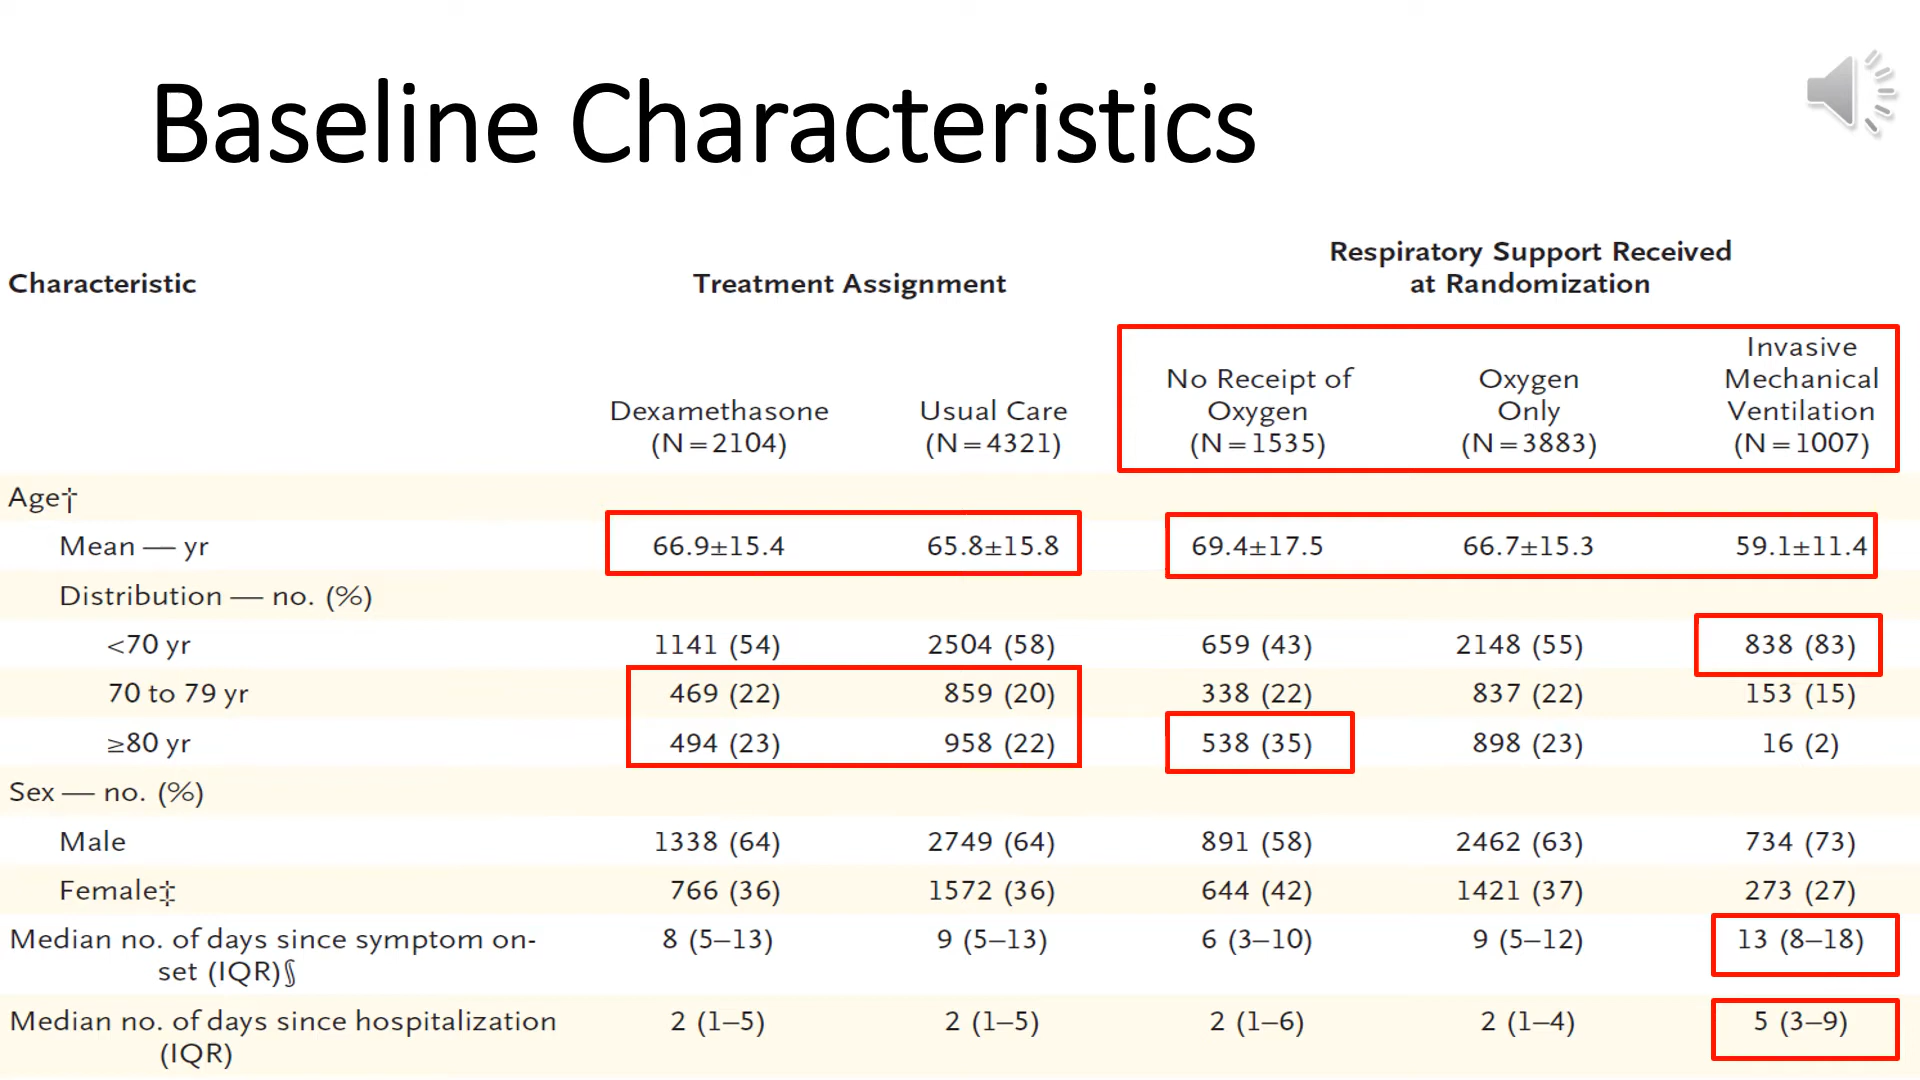 Baseline Characteristics
Respiratory Support Received
Characteristic Treatment Assignment at Randomization
Invasive
No Receipt of Oxygen Mechanical
Dexamethasone Usual Care Oxygen Only Ventilation
(N=2104) (N=4321) (N=1535) (N=3883) (N=1007)
Age†
Mean — yr 66.9±15.4 65.8±15.8 69.4±17.5 66.7±15.3 59.1±11.4
Distribution — no. (%)
<70 yr 1141 (54) 2504 (58) 659 (43) 2148 (55) 838 (83)
70 to 79 yr 469 (22) 859 (20) 338 (22) 837 (22) 153 (15)
≥80 yr 494 (23) 958 (22) 538 (35) 898 (23) 16 (2)
Sex — no. (%)
Male 1338 (64) 2749 (64) 891 (58) 2462 (63) 734 (73)
Female‡ 766 (36) 1572 (36) 644 (42) 1421 (37) 273 (27)
Median no. of days since symptom on- 8 (5–13) 9 (5–13) 6 (3–10) 9 (5–12) 13 (8–18)
set (IQR)§
Median no. of days since hospitalization 2 (1–5) 2 (1–5) 2 (1–6) 2 (1–4) 5 (3–9)
(IQR)